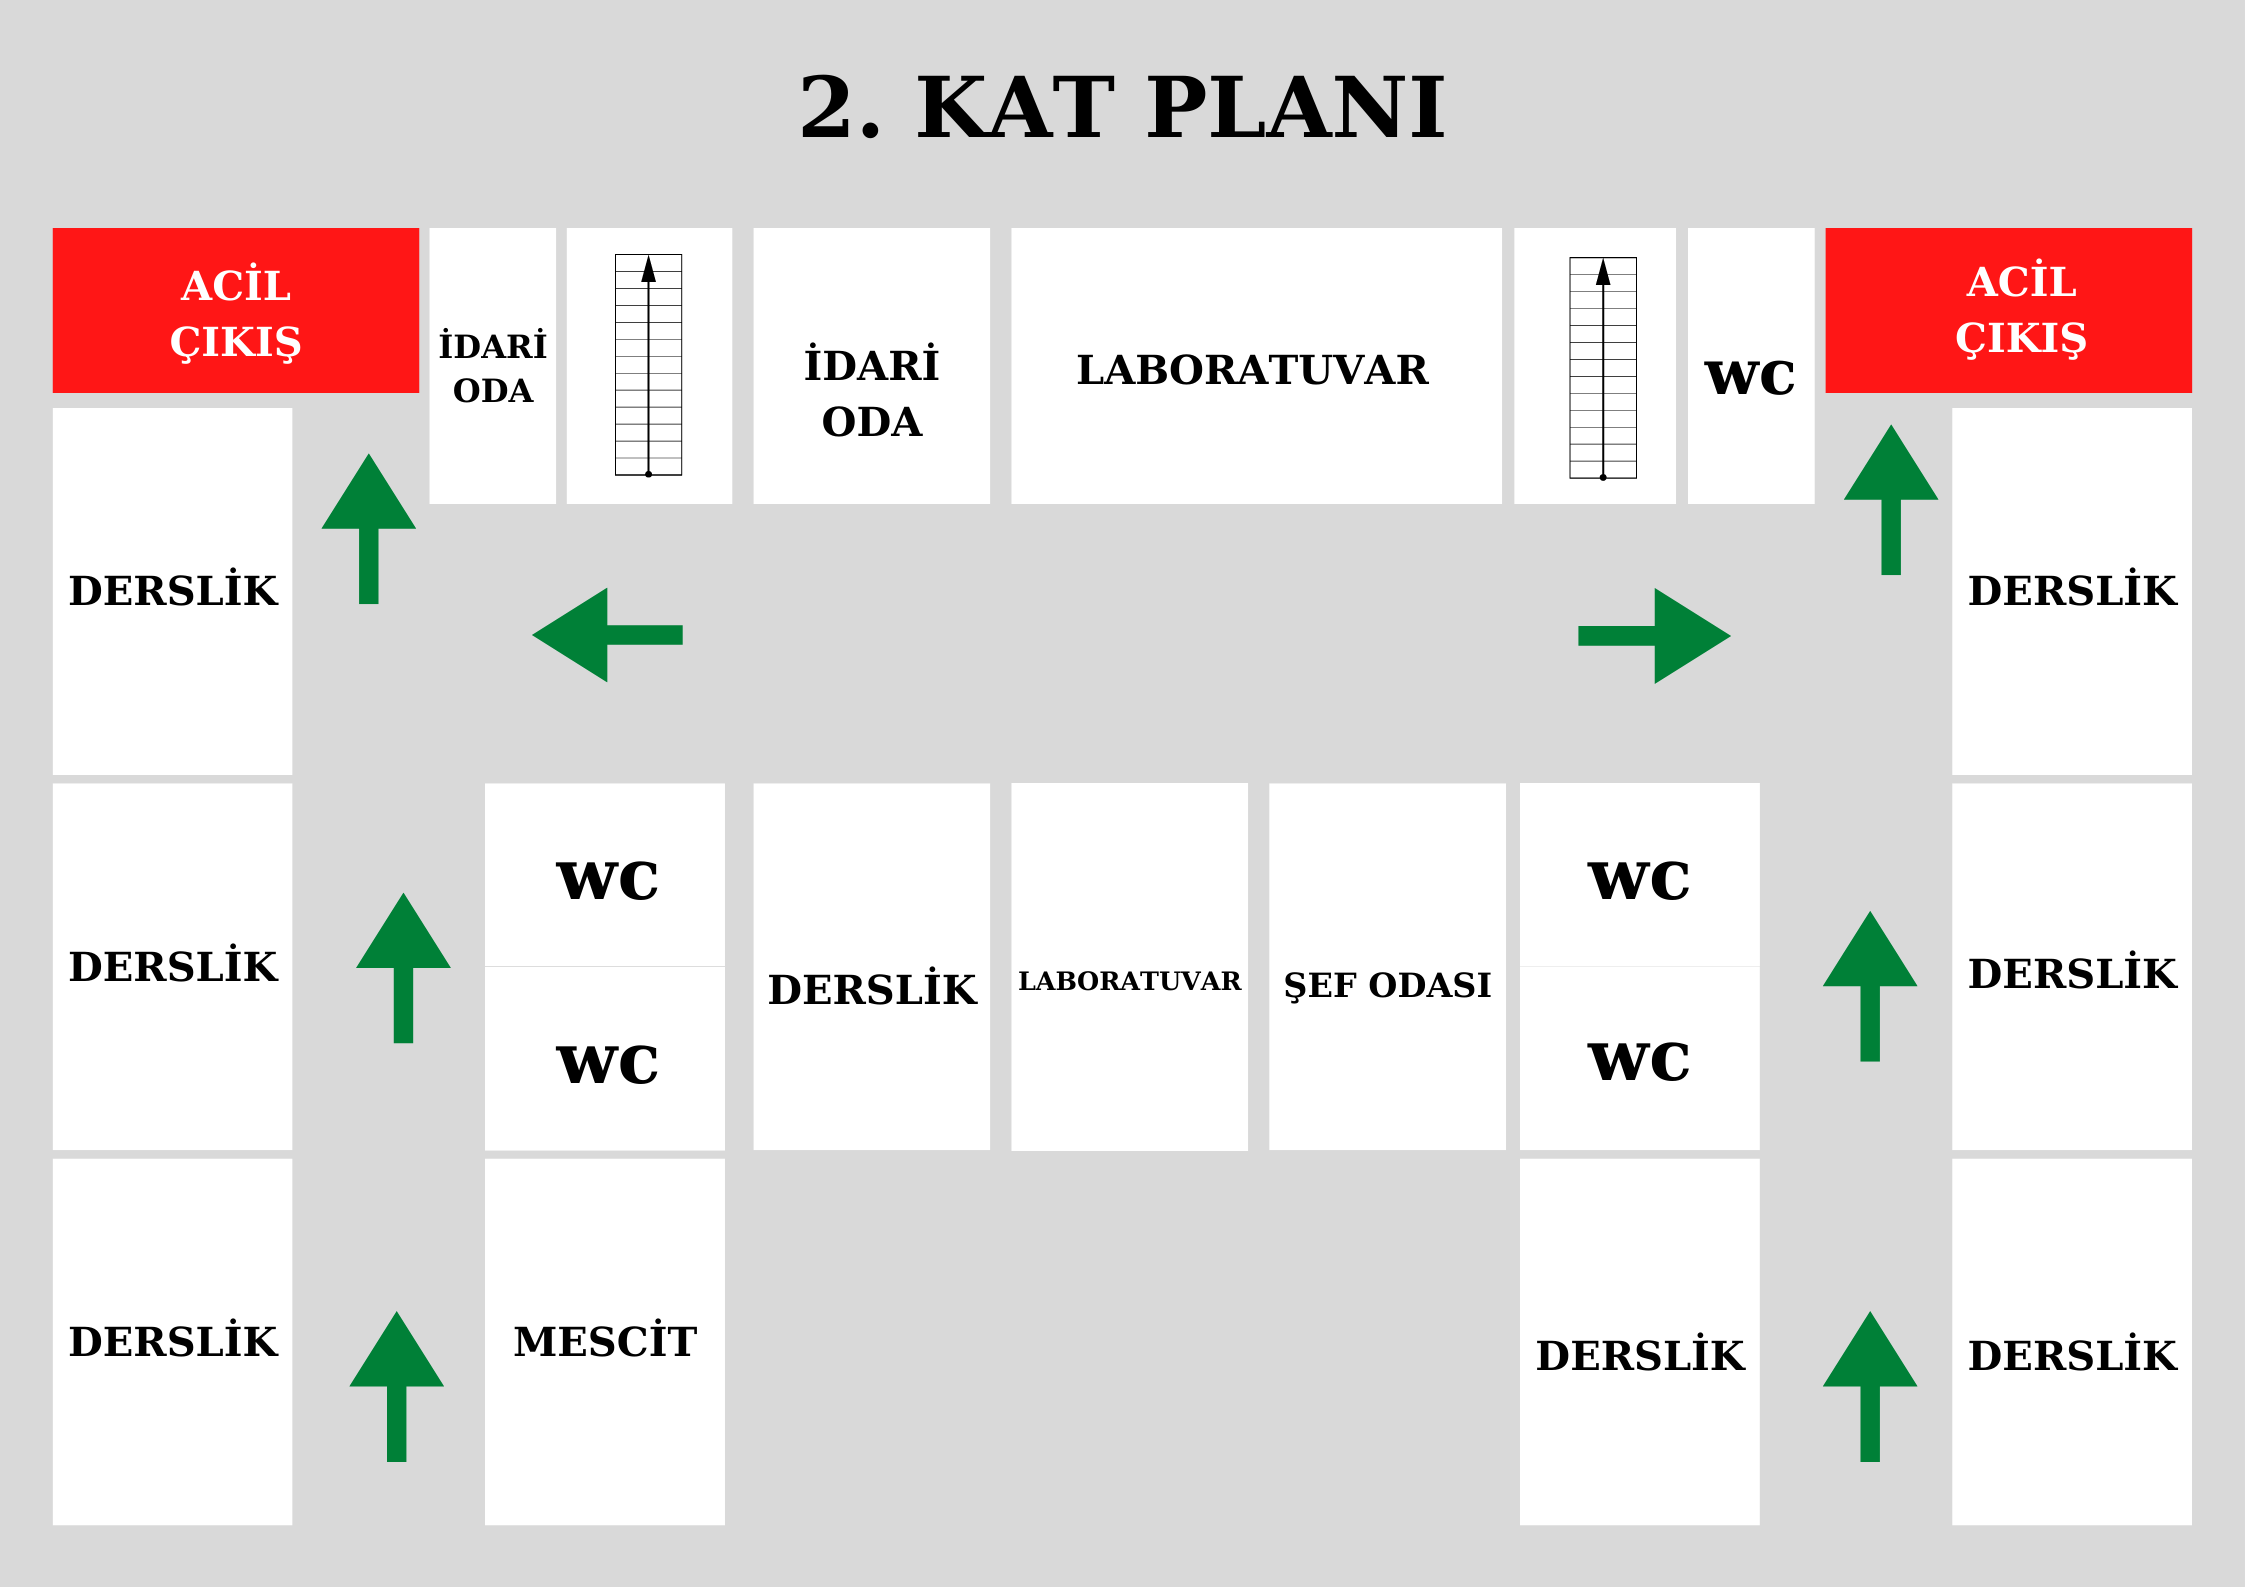 2. KAT PLANI
ACİL
ÇIKIŞ
İDARİ
ODA
İDARİ
ODA
LABORATUVAR
wc
ACİL
ÇIKIŞ
DERSLİK
DERSLİK
DERSLİK
wc
wc
DERSLİK
LABORATUVAR
ŞEF ODASI
wc
wc
DERSLİK
DERSLİK
MESCİT
DERSLİK
DERSLİK